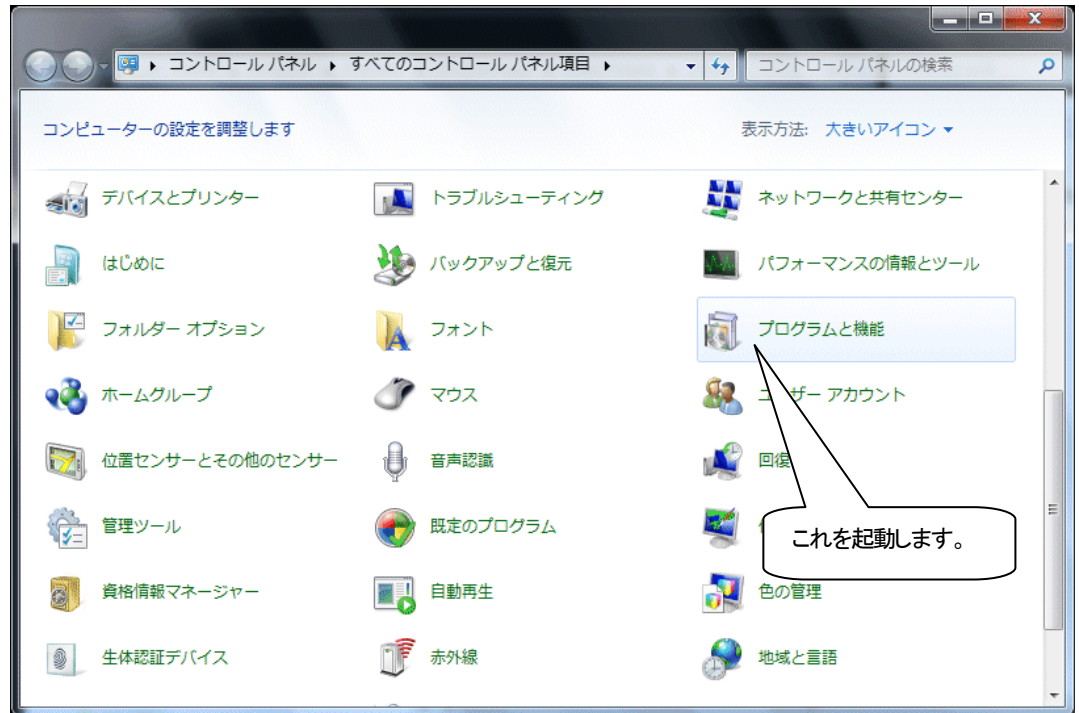 コントロール パネル すべてのコントロール パネル項目
コントロール パネルの検索
コンピューターの設定を調整します
表示方法: 大きいアイコン
デバイスとプリンター
トラブルシューティング
ネットワークと共有センター
はじめに
バックアップと復元
パフォーマンスの情報とツール
フォルダー オプション
フォント
プログラムと機能
ホームグループ
マウス
ユーザー アカウント
位置センサーとその他のセンサー
音声認識
回復
管理ツール
既定のプログラム
これを起動します。
資格情報マネージャー
自動再生
色の管理
生体認証デバイス
赤外線
地域と言語